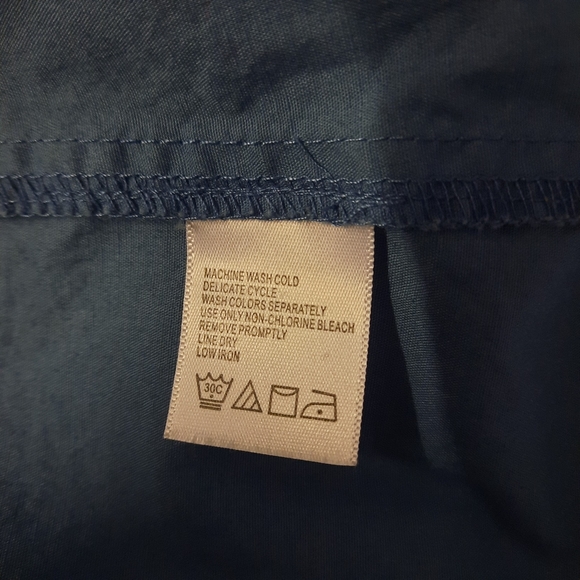 MACHINE WASH COLD
DELICATE CYCLE
WASH COLORS SEPARATELY
USE ONLY NON-CHLORINE BLEACH
REMOVE PROMPTLY
LINE DRY
LOW IRON
30C